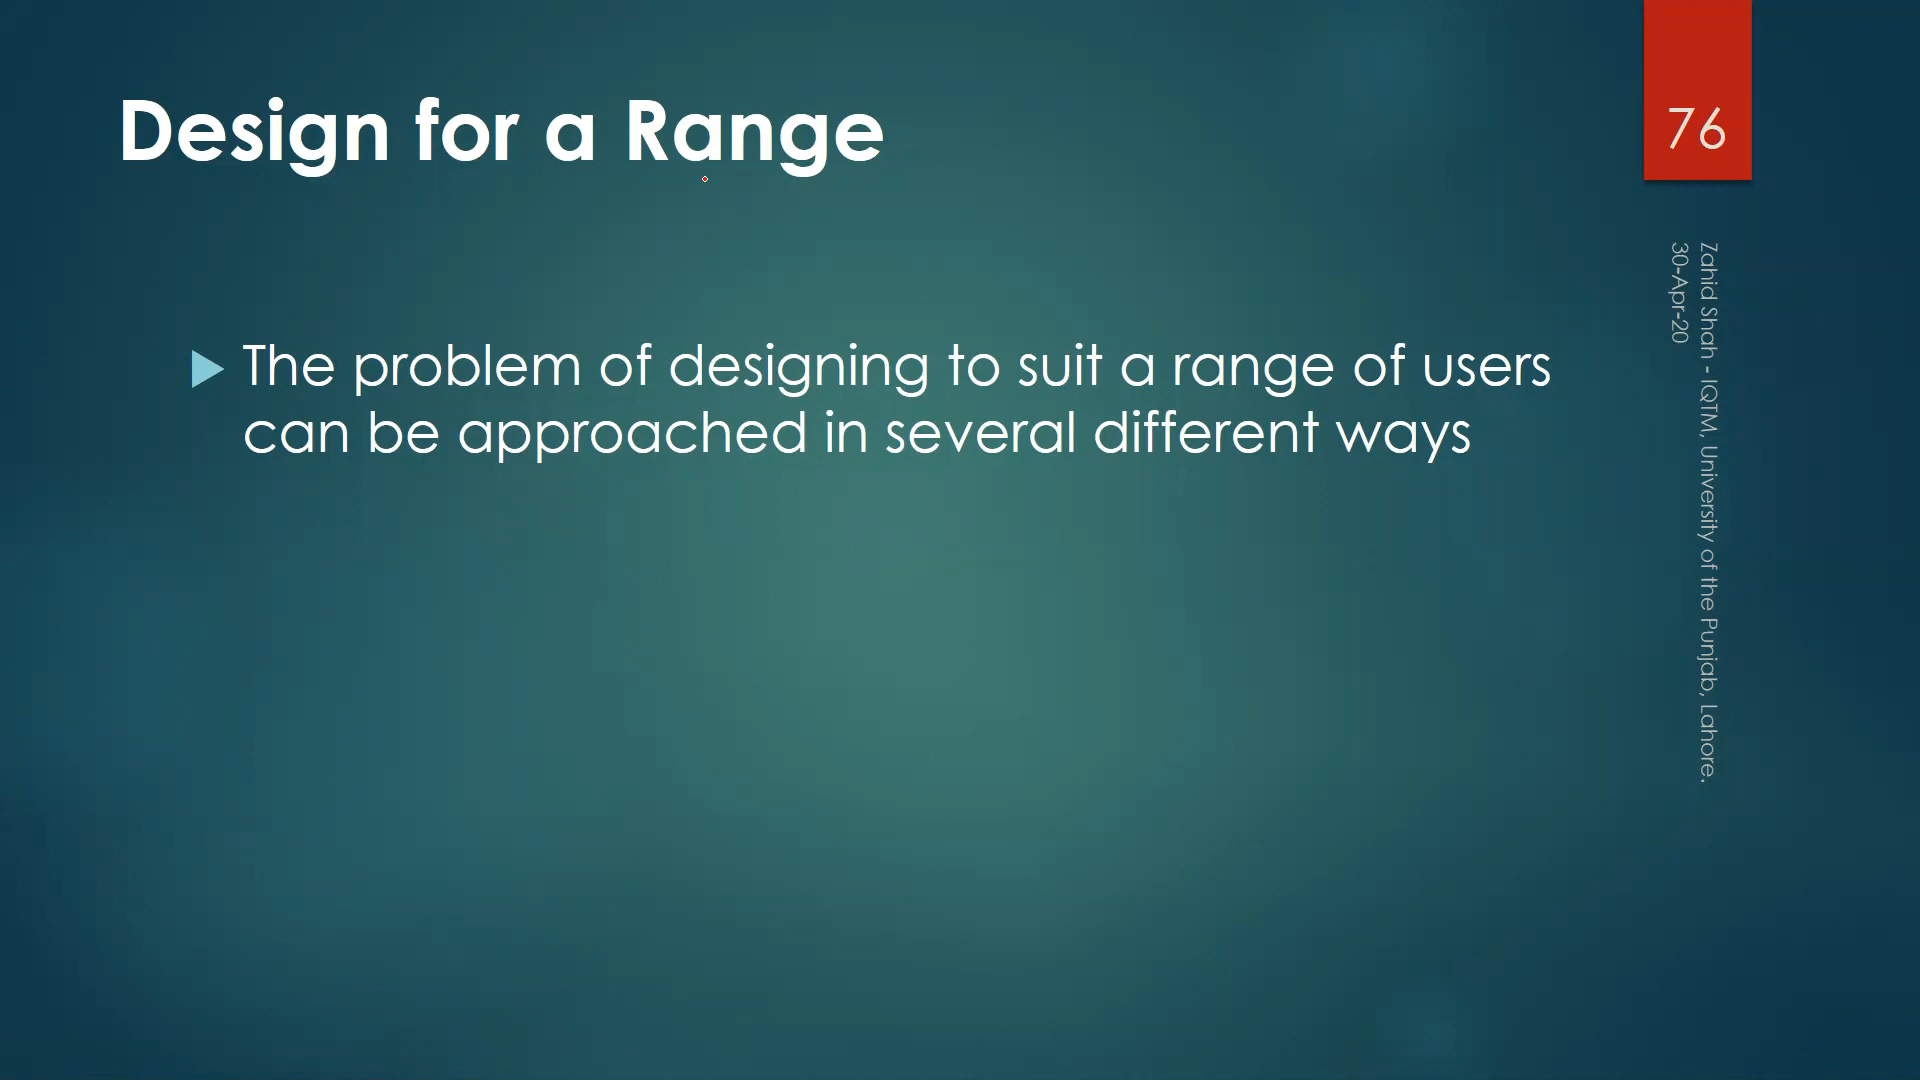 Design for a Range
76
The problem of designing to suit a range of users
can be approached in several different ways
Zahid Shah - IQTM, University of the Punjab, Lahore.
30-Apr-20